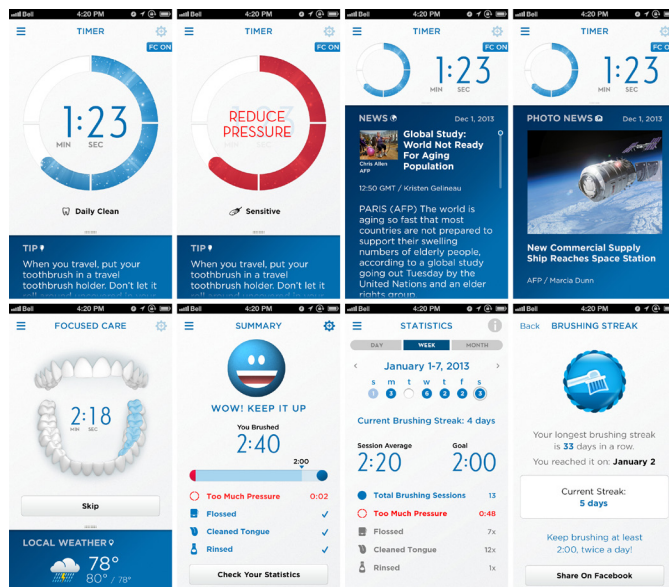 Bell 4:20 PM
TIMER
FC ON
1:23
MIN SEC
Daily Clean
TIP
When you travel, put your
toothbrush in a travel
toothbrush holder. Don't let it
Bell 4:20 PM
TIMER
FC ON
REDUCE
PRESSURE
Sensitive
TIP
When you travel, put your
toothbrush in a travel
toothbrush holder. Don't let it
Bell 4:20 PM
TIMER
FC ON
1:23
MIN SEC
NEWS Dec 1, 2013
Global Study:
World Not Ready
For Aging
Population
Chris Allen
AFP
12:50 GMT / Kristen Gelineau
PARIS (AFP) The world is
aging so fast that most
countries are not prepared to
support their swelling
numbers of elderly people,
according to a global study
going out Tuesday by the
United Nations and an elder
rights group
Bell 4:20 PM
TIMER
FC ON
1:23
MIN SEC
PHOTO NEWS Dec 1, 2013
New Commercial Supply
Ship Reaches Space Station
AFP / Marcia Dunn
Bell 4:20 PM
FOCUSED CARE
2:18
MIN SEC
Skip
LOCAL WEATHER
78°
80° / 78°
Bell 4:20 PM
SUMMARY
WOW! KEEP IT UP
You Brushed
2:40
2:00
Too Much Pressure 0:02
Flossed
Cleaned Tongue
Rinsed
Check Your Statistics
Bell 4:20 PM
STATISTICS
DAY WEEK MONTH
January 1-7, 2013
s m t w t f s
1 3 6 2 2 3
Current Brushing Streak: 4 days
Session Average Goal
2:20 2:00
Total Brushing Sessions 13
Too Much Pressure 0:48
Flossed 7x
Cleaned Tongue 12x
Rinsed 1x
Bell 4:20 PM
Back BRUSHING STREAK
Your longest brushing streak
is 33 days in a row.
You reached it on: January 2
Current Streak:
5 days
Keep brushing at least
2:00, twice a day!
Share On Facebook